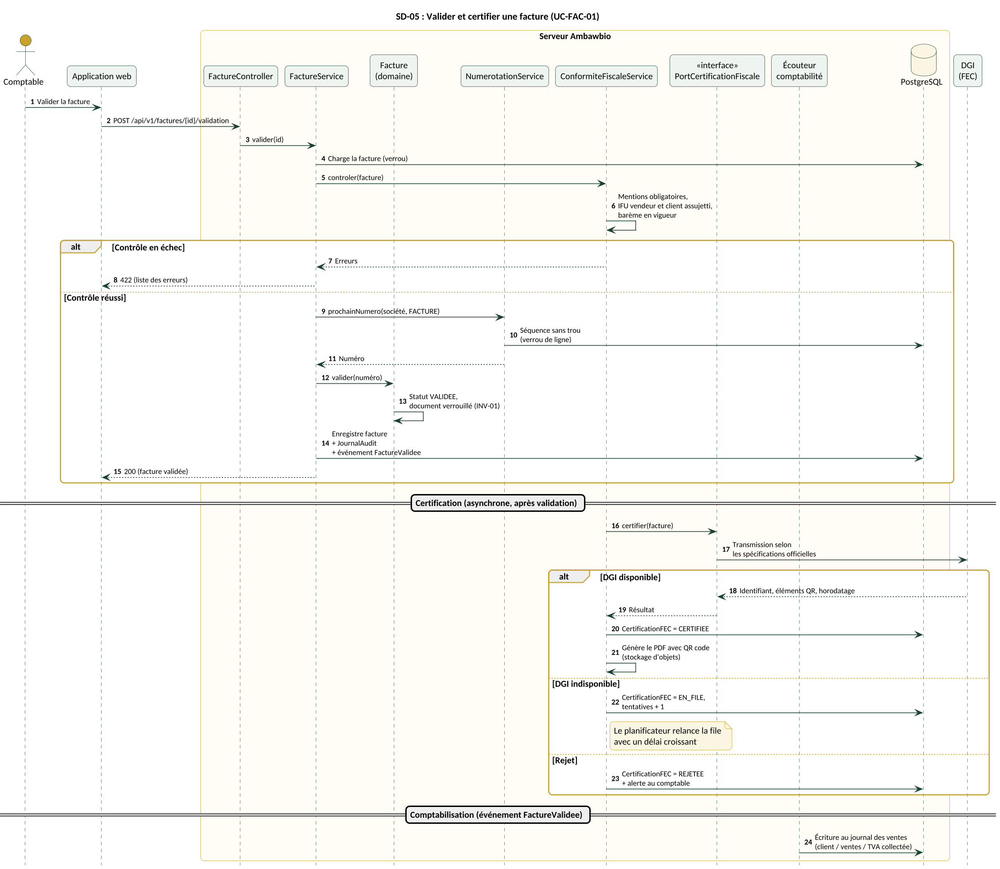 SD-05 : Valider et certifier une facture (UC-FAC-01)
Serveur Ambawbio
Comptable
Application web
FactureController
FactureService
Facture
(domaine)
NumerotationService
ConformiteFiscaleService
«interface»
PortCertificationFiscale
Écouteur
comptabilité
PostgreSQL
DGI
(FEC)
1 Valider la facture
2 POST /api/v1/factures/{id}/validation
3 valider(id)
4 Charge la facture (verrou)
5 controler(facture)
Mentions obligatoires,
6 IFU vendeur et client assujetti,
barème en vigueur
alt [Contrôle en échec]
7 Erreurs
8 422 (liste des erreurs)
[Contrôle réussi]
9 prochainNumero(société, FACTURE)
10 Séquence sans trou
(verrou de ligne)
11 Numéro
12 valider(numéro)
13 Statut VALIDEE,
document verrouillé (INV-01)
Enregistre facture
14 + JournalAudit
+ événement FactureValidee
15 200 (facture validée)
Certification (asynchrone, après validation)
16 certifier(facture)
17 Transmission selon
les spécifications officielles
alt [DGI disponible]
18 Identifiant, éléments QR, horodatage
19 Résultat
20 CertificationFEC = CERTIFIEE
21 Génère le PDF avec QR code
(stockage d'objets)
[DGI indisponible]
22 CertificationFEC = EN_FILE,
tentatives + 1
Le planificateur relance la file
avec un délai croissant
[Rejet]
23 CertificationFEC = REJETEE
+ alerte au comptable
Comptabilisation (événement FactureValidee)
24 Écriture au journal des ventes
(client / ventes / TVA collectée)